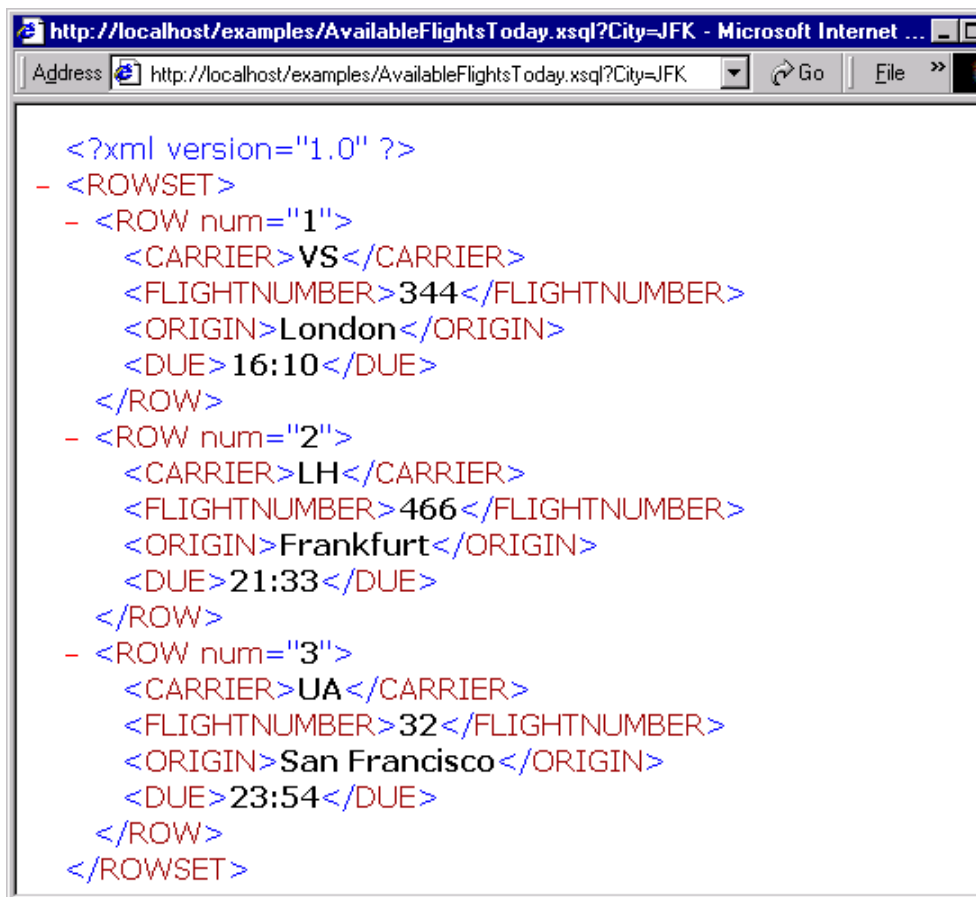 http://localhost/examples/AvailableFlightsToday.xsql?City=JFK - Microsoft Internet ...
Address http://localhost/examples/AvailableFlightsToday.xsql?City=JFK Go File »
<?xml version="1.0" ?>
- <ROWSET>
- <ROW num="1">
<CARRIER>VS</CARRIER>
<FLIGHTNUMBER>344</FLIGHTNUMBER>
<ORIGIN>London</ORIGIN>
<DUE>16:10</DUE>
</ROW>
- <ROW num="2">
<CARRIER>LH</CARRIER>
<FLIGHTNUMBER>466</FLIGHTNUMBER>
<ORIGIN>Frankfurt</ORIGIN>
<DUE>21:33</DUE>
</ROW>
- <ROW num="3">
<CARRIER>UA</CARRIER>
<FLIGHTNUMBER>32</FLIGHTNUMBER>
<ORIGIN>San Francisco</ORIGIN>
<DUE>23:54</DUE>
</ROW>
</ROWSET>